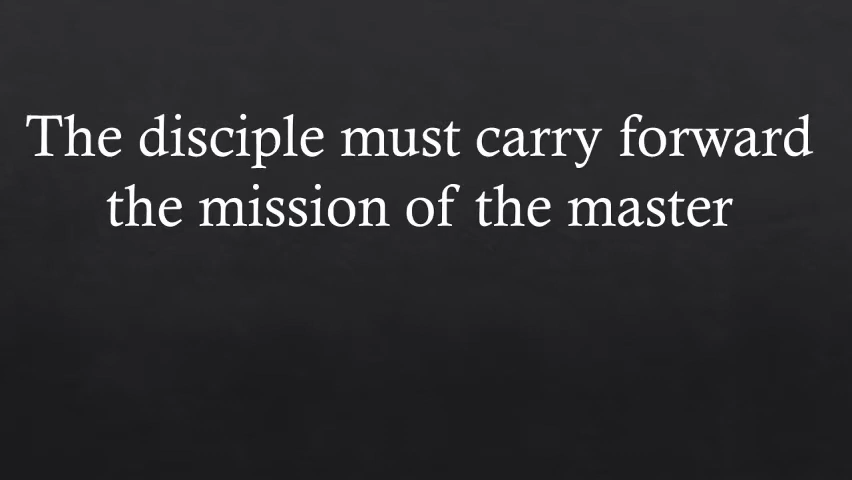 The disciple must carry forward
the mission of the master